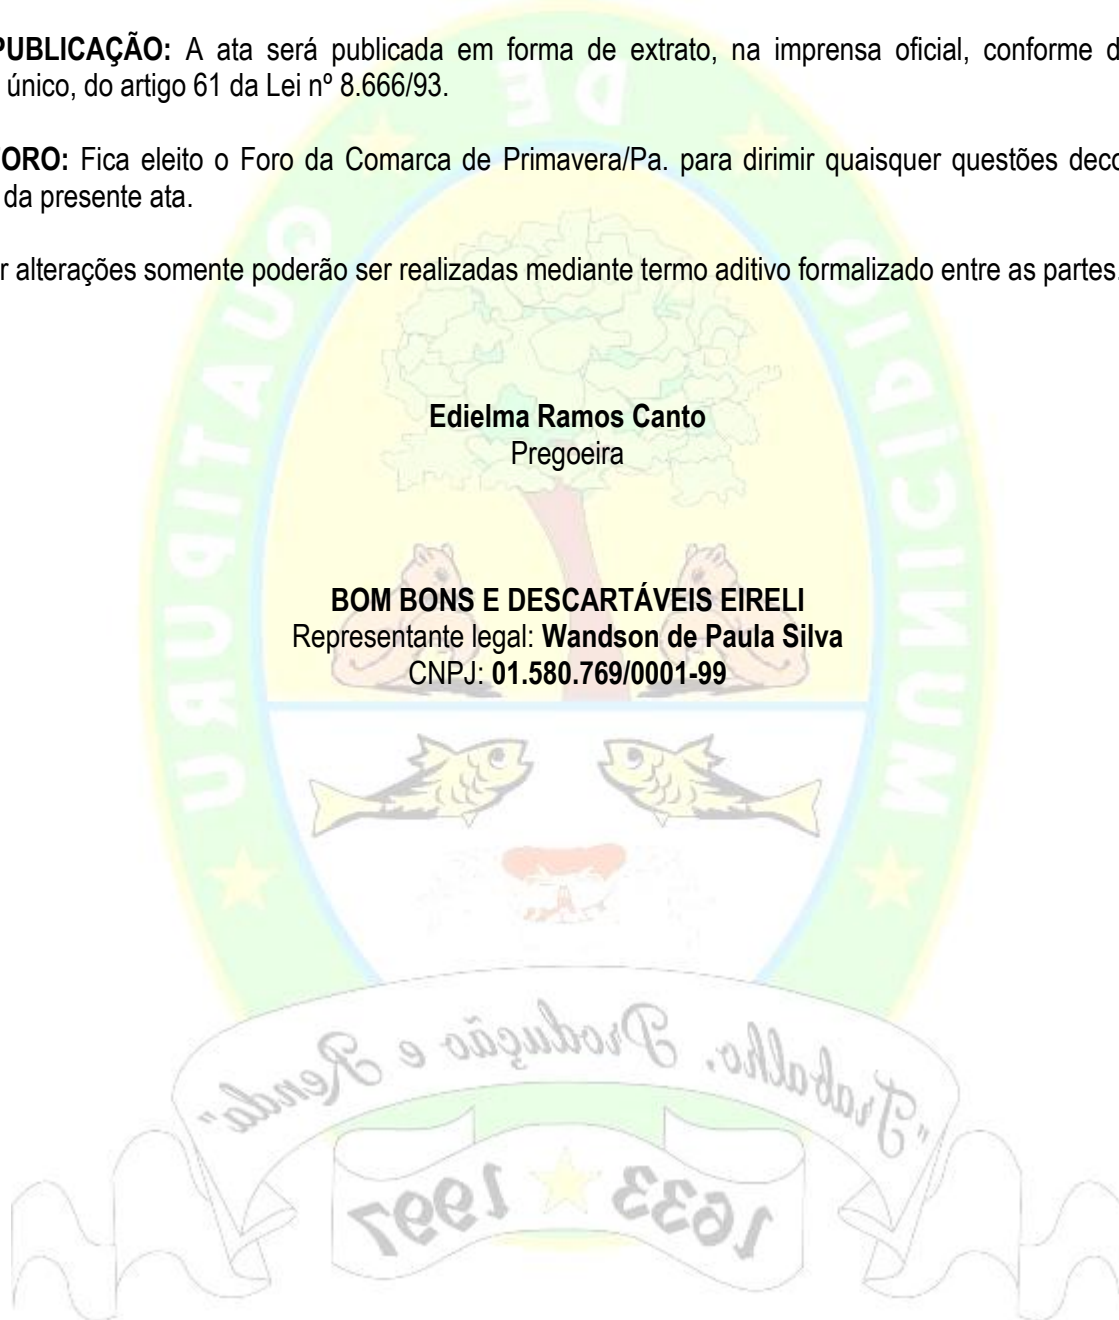 PUBLICAÇÃO: A ata será publicada em forma de extrato, na imprensa oficial, conforme d
único, do artigo 61 da Lei nº 8.666/93.
ORO: Fica eleito o Foro da Comarca de Primavera/Pa. para dirimir quaisquer questões deco
da presente ata.
r alterações somente poderão ser realizadas mediante termo aditivo formalizado entre as partes.
Edielma Ramos Canto
Pregoeira
BOM BONS E DESCARTÁVEIS EIRELI
Representante legal: Wandson de Paula Silva
CNPJ: 01.580.769/0001-99
MUNICIPIO DE QUATIPURU
"Trabalho, Produção e Renda"
1633 1997